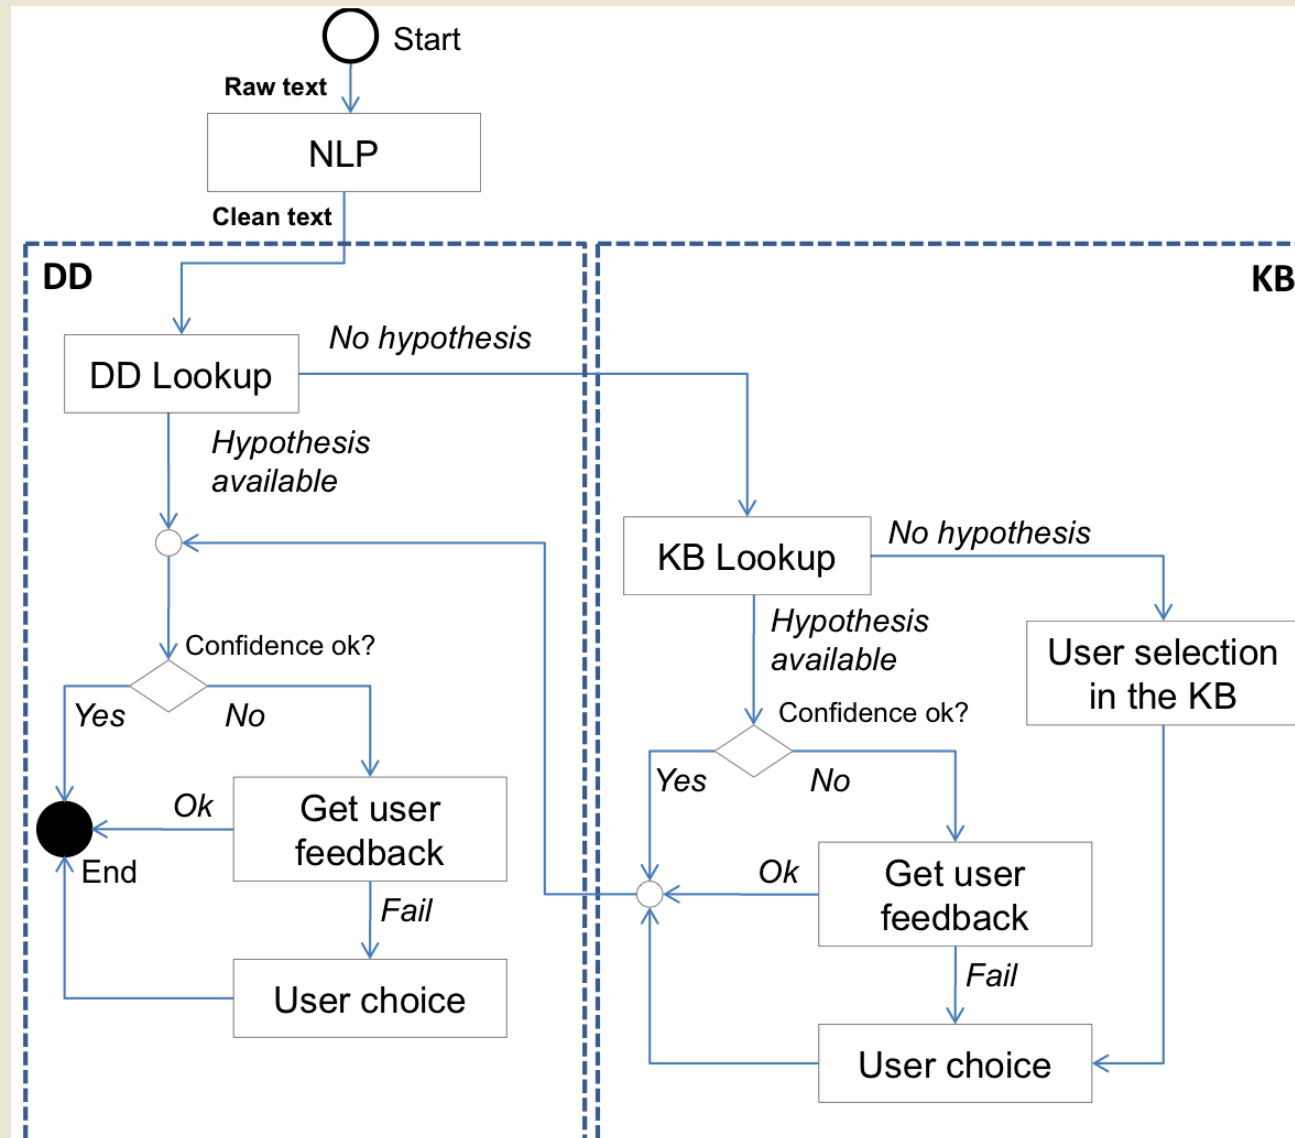 Start
Raw text
NLP
Clean text
DD
KB
No hypothesis
DD Lookup
Hypothesis
available
No hypothesis
KB Lookup
Hypothesis
available
User selection
in the KB
Confidence ok?
Yes
No
Confidence ok?
Yes
No
Ok
Get user
feedback
End
Ok
Get user
feedback
Fail
Fail
User choice
User choice